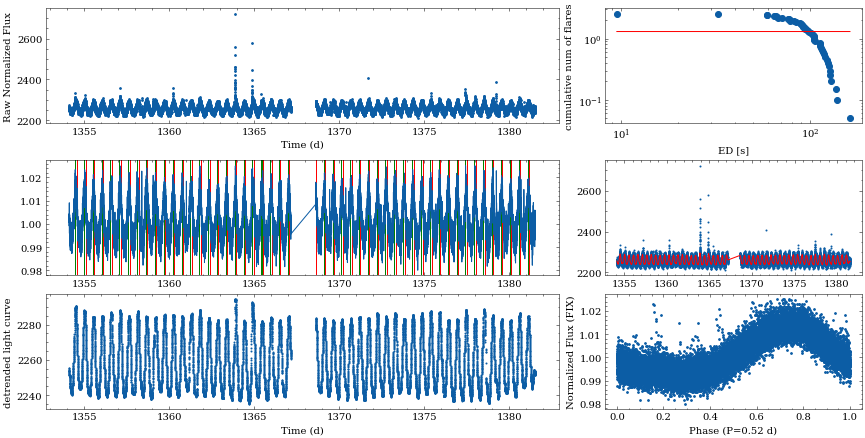 Raw Normalized Flux
2600
2400
2200
1355 1360 1365 1370 1375 1380
Time (d)
cumulative num of flares
10⁰
10⁻¹
10¹ 10²
ED [s]
1.02
1.01
1.00
0.99
0.98
1355 1360 1365 1370 1375 1380
2600
2400
2200
1355 1360 1365 1370 1375 1380
detrended light curve
2280
2260
2240
1355 1360 1365 1370 1375 1380
Time (d)
Normalized Flux (FIX)
1.02
1.01
1.00
0.99
0.98
0.0 0.2 0.4 0.6 0.8 1.0
Phase (P=0.52 d)